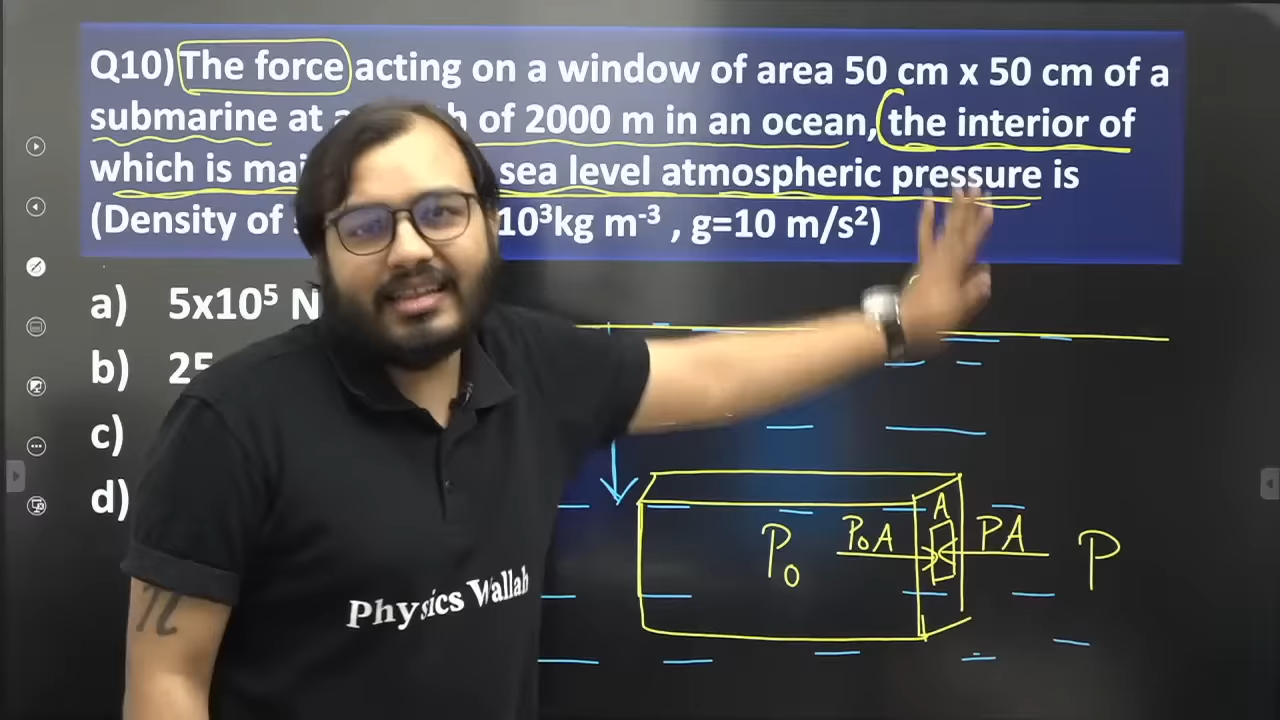 Q10) The force acting on a window of area 50 cm x 50 cm of a
submarine at a of 2000 m in an ocean, the interior of
which is sea level atmospheric pressure is
(Density of 10³kg m⁻³ , g=10 m/s²)
a) 5x10⁵ N
b) 25
c)
d)
A
P₀ P₀A PA P
Physics Wallah
π